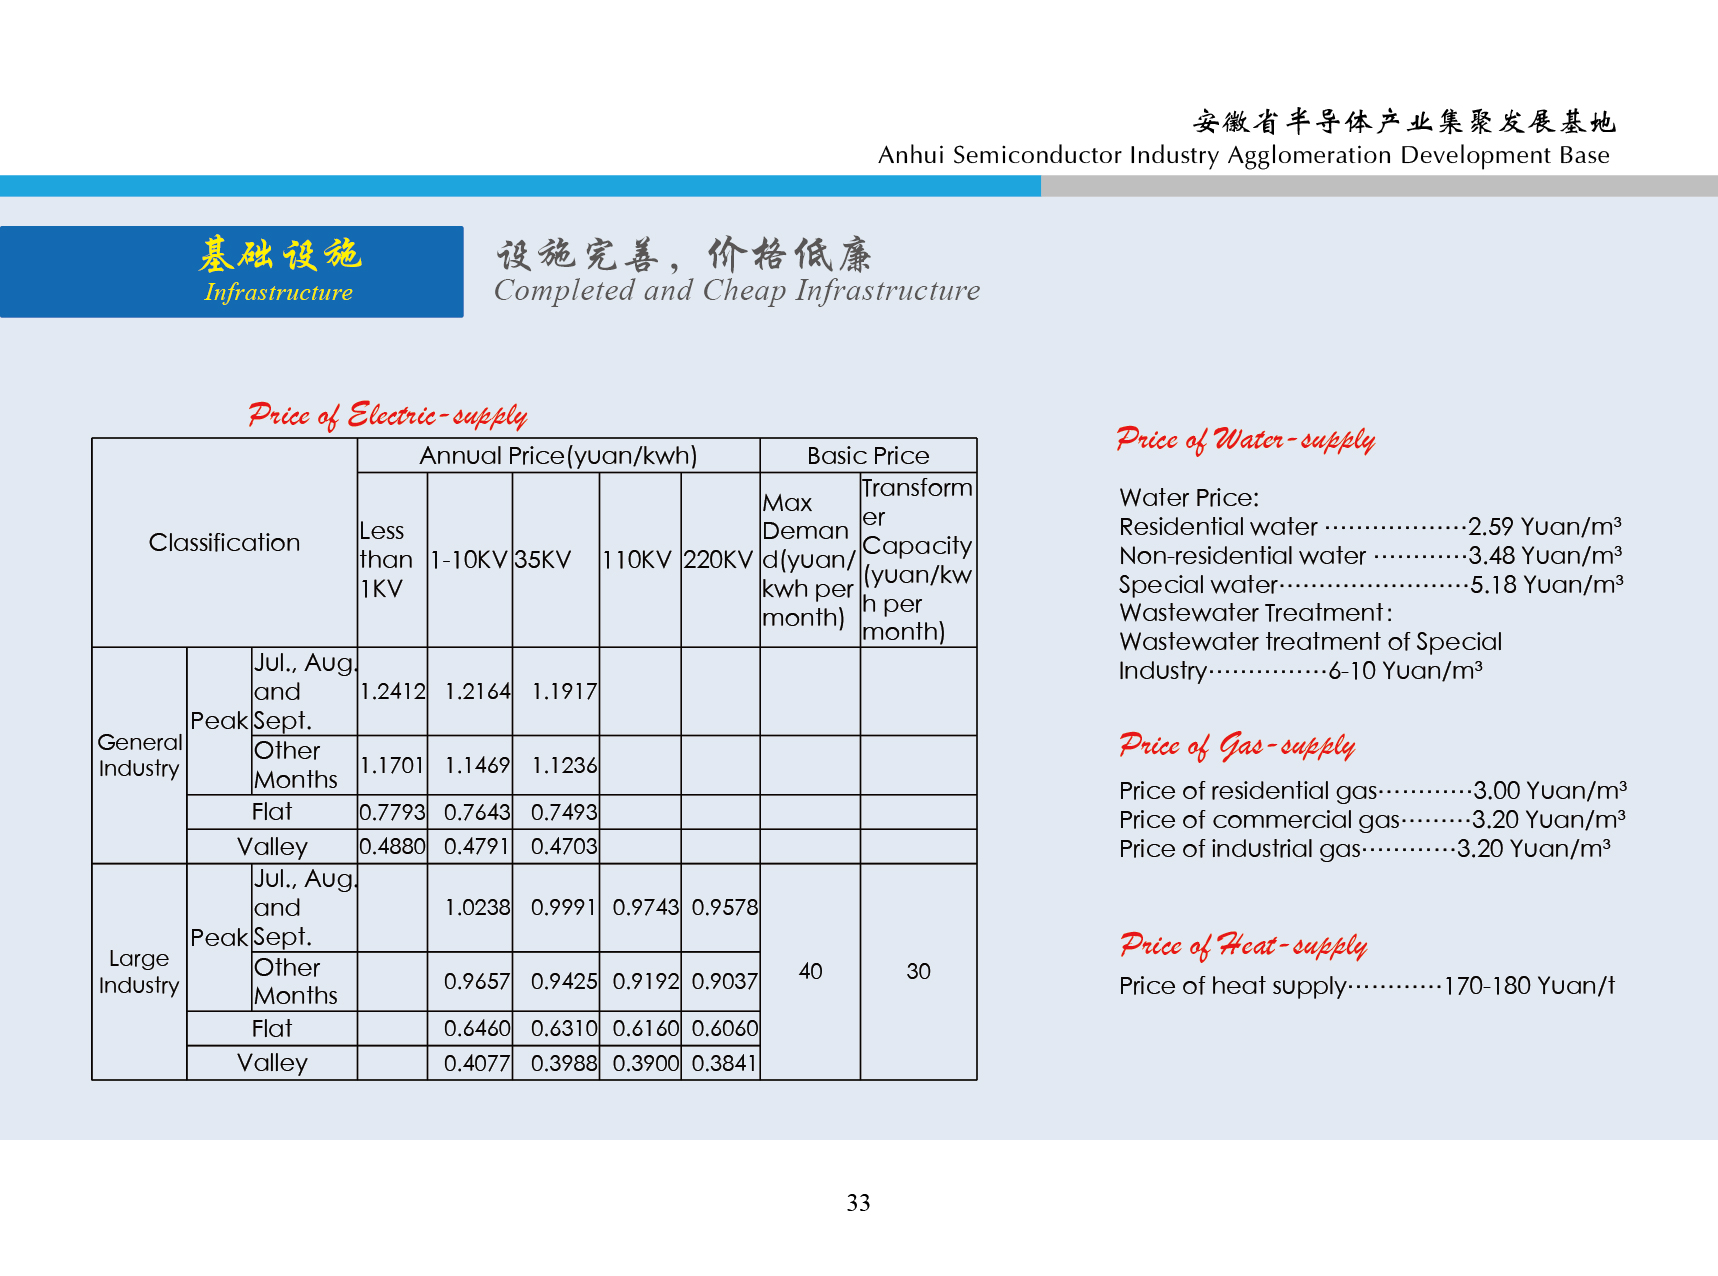 安徽省半导体产业集聚发展基地
Anhui Semiconductor Industry Agglomeration Development Base
基础设施
Infrastructure
设施完善，价格低廉
Completed and Cheap Infrastructure
Price of Electric-supply
Classification
Annual Price(yuan/kwh)
Basic Price
Less
than
1KV
1-10KV
35KV
110KV
220KV
Max
Deman
d(yuan/
kwh per
month)
Transform
er
Capacity
(yuan/kw
h per
month)
General
Industry
Peak
Jul., Aug.
and
Sept.
1.2412 1.2164 1.1917
Other
Months
1.1701 1.1469 1.1236
Flat 0.7793 0.7643 0.7493
Valley 0.4880 0.4791 0.4703
Large
Industry
Peak
Jul., Aug.
and
Sept.
1.0238 0.9991 0.9743 0.9578
Other
Months
0.9657 0.9425 0.9192 0.9037
Flat 0.6460 0.6310 0.6160 0.6060
Valley 0.4077 0.3988 0.3900 0.3841
40
30
Price of Water-supply
Water Price:
Residential water ··················2.59 Yuan/m³
Non-residential water ············3.48 Yuan/m³
Special water························5.18 Yuan/m³
Wastewater Treatment:
Wastewater treatment of Special
Industry···············6-10 Yuan/m³
Price of Gas-supply
Price of residential gas············3.00 Yuan/m³
Price of commercial gas·········3.20 Yuan/m³
Price of industrial gas············3.20 Yuan/m³
Price of Heat-supply
Price of heat supply············170-180 Yuan/t
33